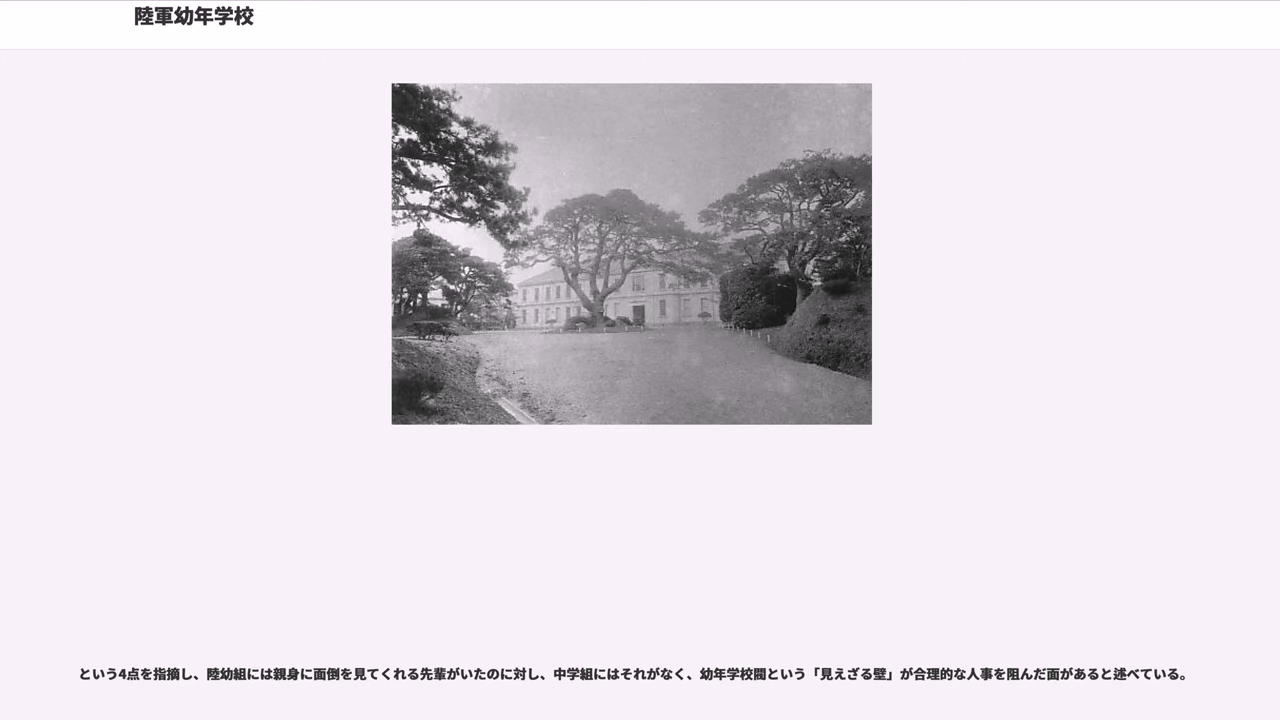 陸軍幼年学校
という4点を指摘し、陸幼組には親身に面倒を見てくれる先輩がいたのに対し、中学組にはそれがなく、幼年学校閥という「見えざる壁」が合理的な人事を阻んだ面があると述べている。